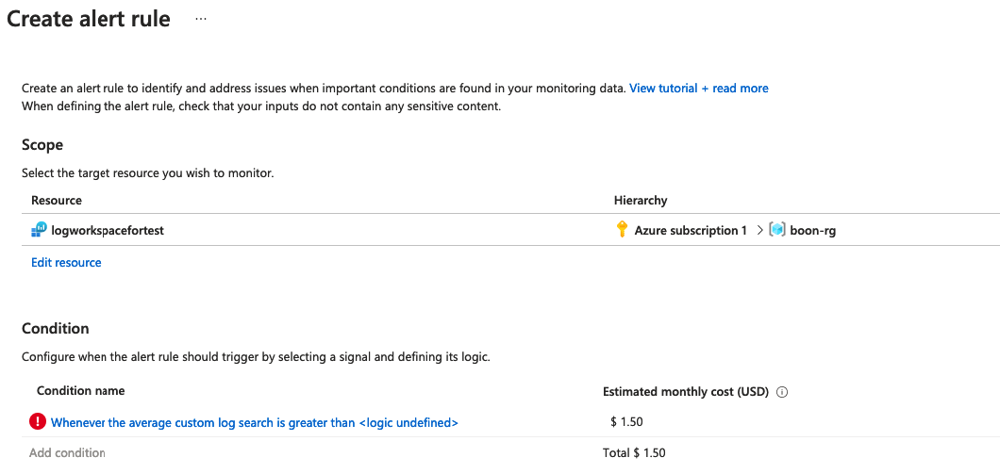 Create alert rule ...
Create an alert rule to identify and address issues when important conditions are found in your monitoring data. View tutorial + read more
When defining the alert rule, check that your inputs do not contain any sensitive content.
Scope
Select the target resource you wish to monitor.
Resource Hierarchy
logworkspacefortest Azure subscription 1 > boon-rg
Edit resource
Condition
Configure when the alert rule should trigger by selecting a signal and defining its logic.
Condition name Estimated monthly cost (USD)
Whenever the average custom log search is greater than <logic undefined> $ 1.50
Add condition Total $ 1.50